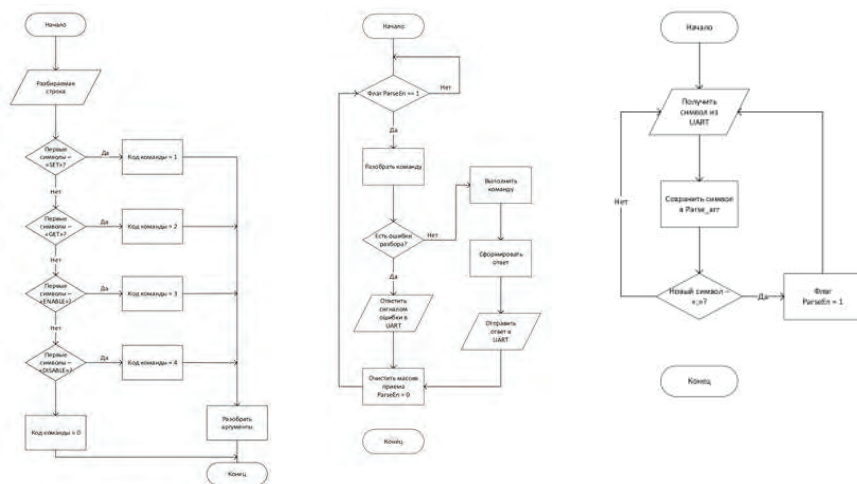 Начало
Разбираемая
строка
Первые
символы –
«SET»?
Да
Код команды = 1
Нет
Первые
символы –
«GET»?
Да
Код команды = 2
Нет
Первые
символы –
«ENABLE»?
Да
Код команды = 3
Нет
Первые
символы –
«DISABLE»?
Да
Код команды = 4
Код команды = 0
Разобрать
аргументы
Конец
Начало
Флаг ParseEn == 1
Нет
Да
Разобрать команду
Есть ошибки
разбора?
Нет
Выполнить
команду
Сформировать
ответ
Да
Ответить
сигналом
ошибки в
UART
Отправить
ответ в
UART
Очистить массив
приема
ParseEn = 0
Конец
Начало
Получить
символ из
UART
Сохранить символ
в Parse_arr
Нет
Новый символ –
«;»?
Да
Флаг
ParseEn = 1
Конец